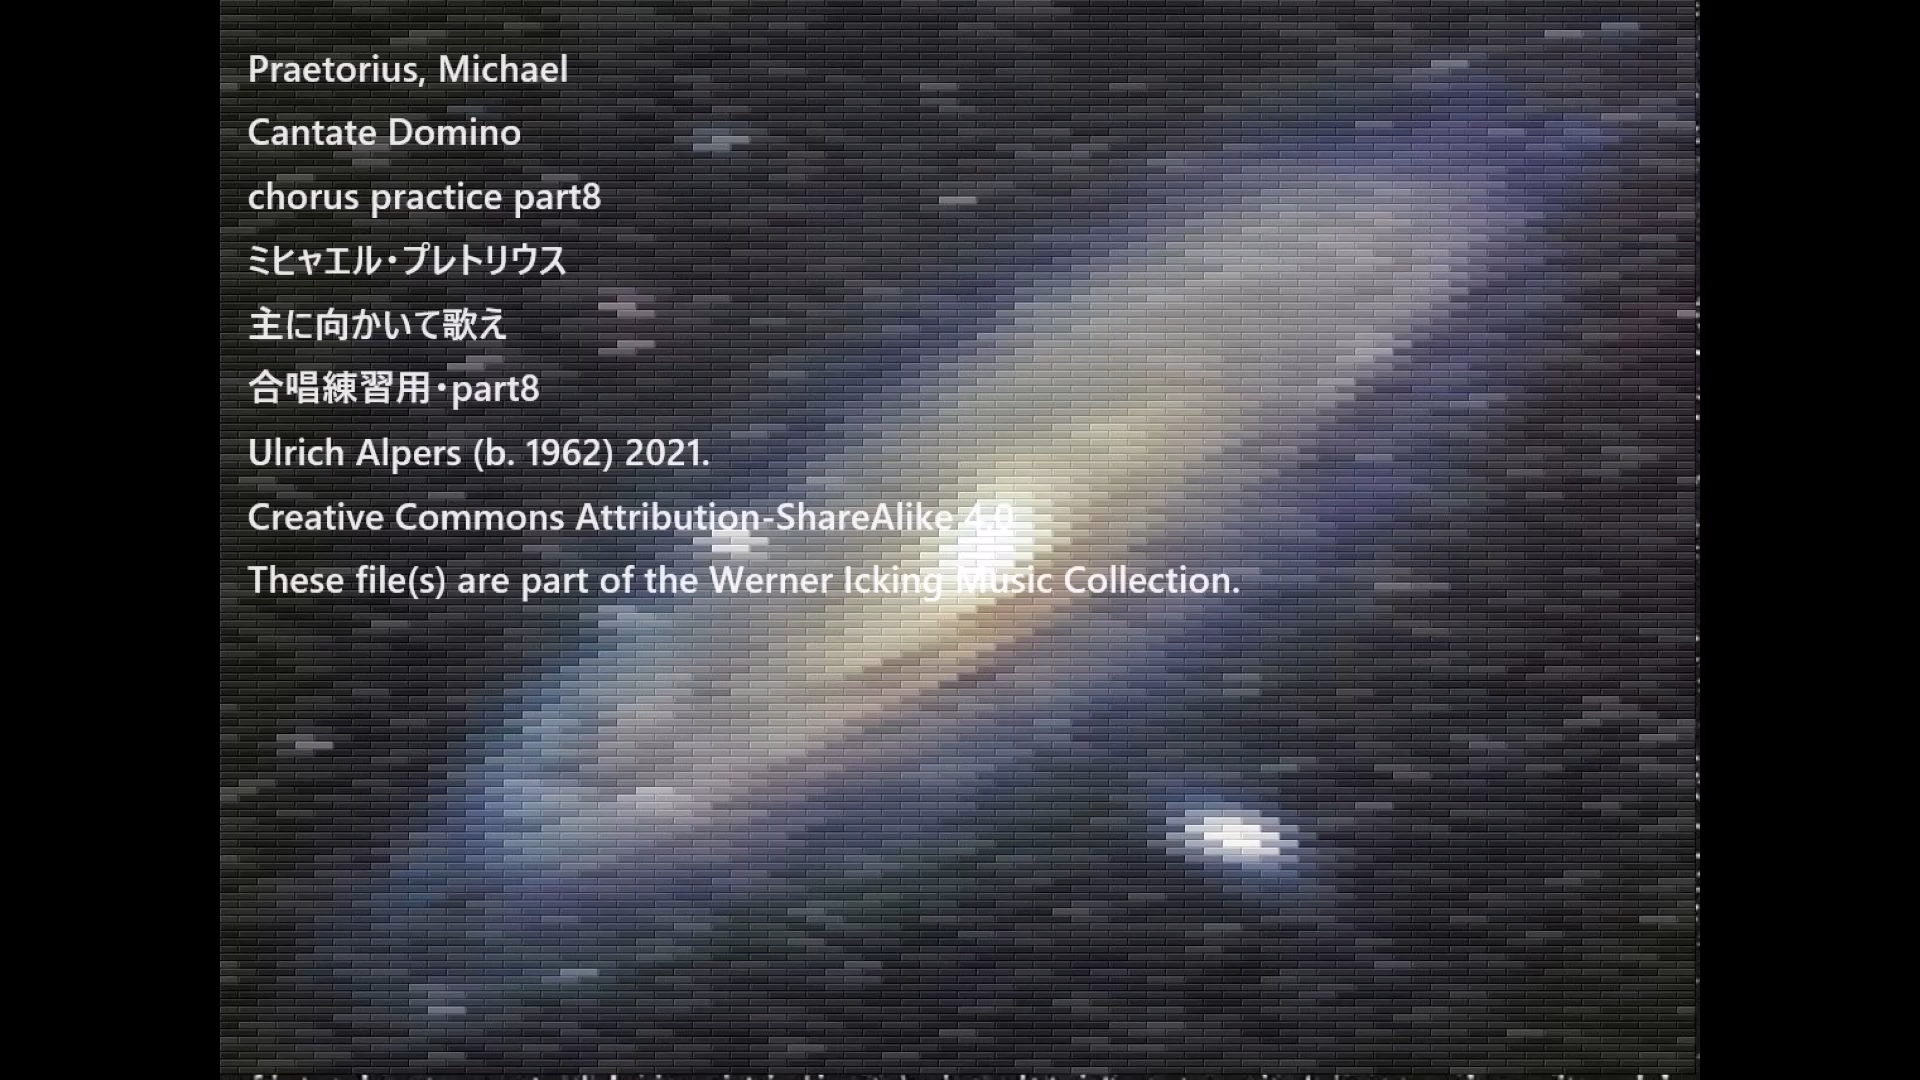 Praetorius, Michael
Cantate Domino
chorus practice part8
ミヒャエル・プレトリウス
主に向かいて歌え
合唱練習用・part8
Ulrich Alpers (b. 1962) 2021.
Creative Commons Attribution-ShareAlike 4.0
These file(s) are part of the Werner Icking Music Collection.